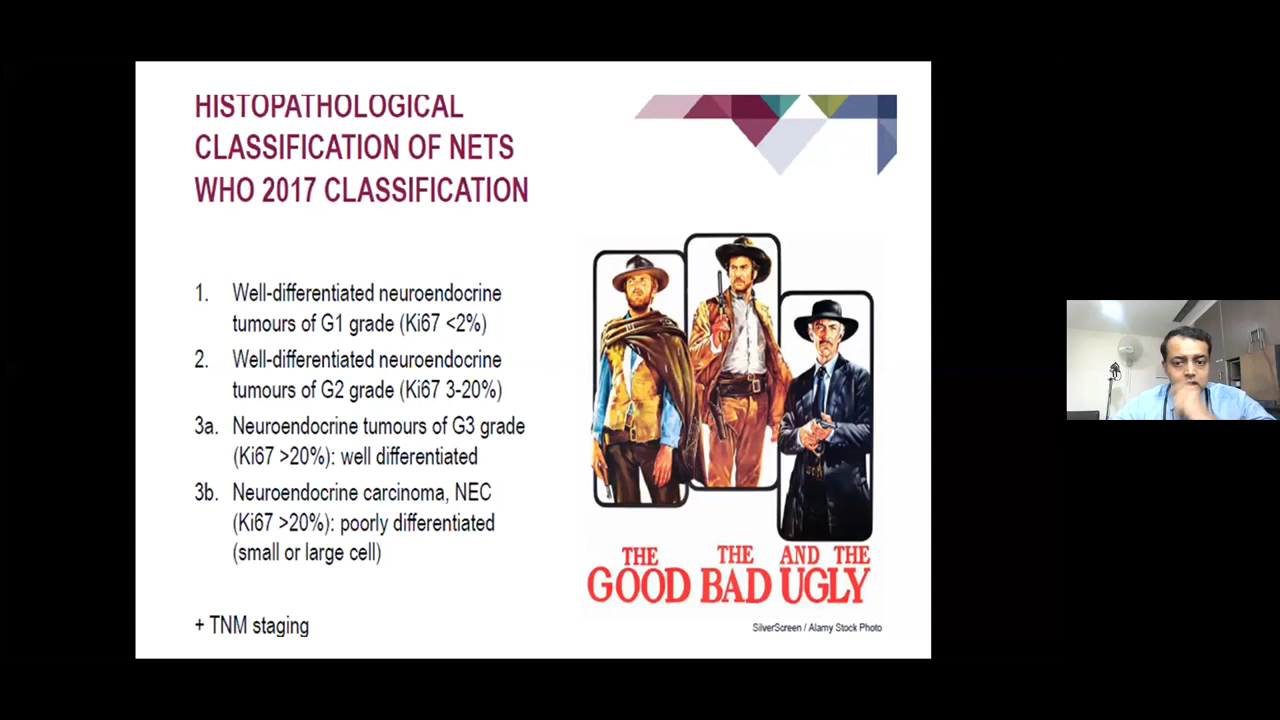 HISTOPATHOLOGICAL
CLASSIFICATION OF NETS
WHO 2017 CLASSIFICATION
1. Well-differentiated neuroendocrine
tumours of G1 grade (Ki67 <2%)
2. Well-differentiated neuroendocrine
tumours of G2 grade (Ki67 3-20%)
3a. Neuroendocrine tumours of G3 grade
(Ki67 >20%): well differentiated
3b. Neuroendocrine carcinoma, NEC
(Ki67 >20%): poorly differentiated
(small or large cell)
+ TNM staging
THE THE AND THE
GOOD BAD UGLY
SilverScreen / Alamy Stock Photo